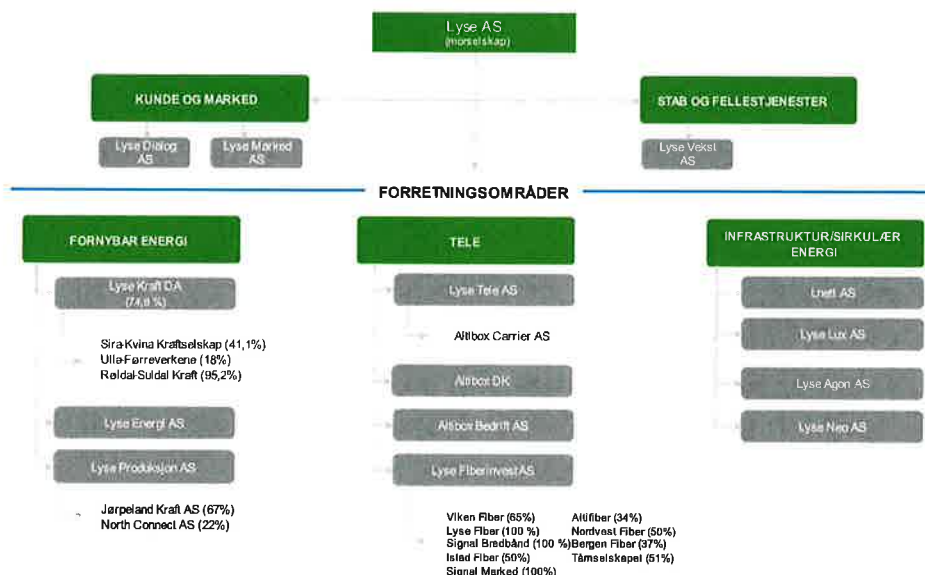 Lyse AS
(morselskap)
KUNDE OG MARKED
STAB OG FELLESTJENESTER
Lyse Dialog
AS
Lyse Marked
AS
Lyse Vekst
AS
FORRETNINGSOMRÅDER
FORNYBAR ENERGI
Lyse Kraft DA
(74,6 %)
Sira-Kvina Kraftselskap (41,1%)
Ulla-Førreverkene (18%)
Røldal-Suldal Kraft (95,2%)
Lyse Energi AS
Lyse Produksjon AS
Jørpeland Kraft AS (67%)
North Connect AS (22%)
TELE
Lyse Tele AS
Altibox Carrier AS
Altibox DK
Altibox Bedrift AS
Lyse Fiberinvest AS
Viken Fiber (65%)
Lyse Fiber (100 %)
Signal Bredbånd (100 %)
Istad Fiber (50%)
Signal Marked (100%)
Altifiber (34%)
Nordvest Fiber (50%)
Bergen Fiber (37%)
Tårnselskapet (51%)
INFRASTRUKTUR/SIRKULÆR
ENERGI
Lnett AS
Lyse Lux AS
Lyse Agon AS
Lyse Neo AS